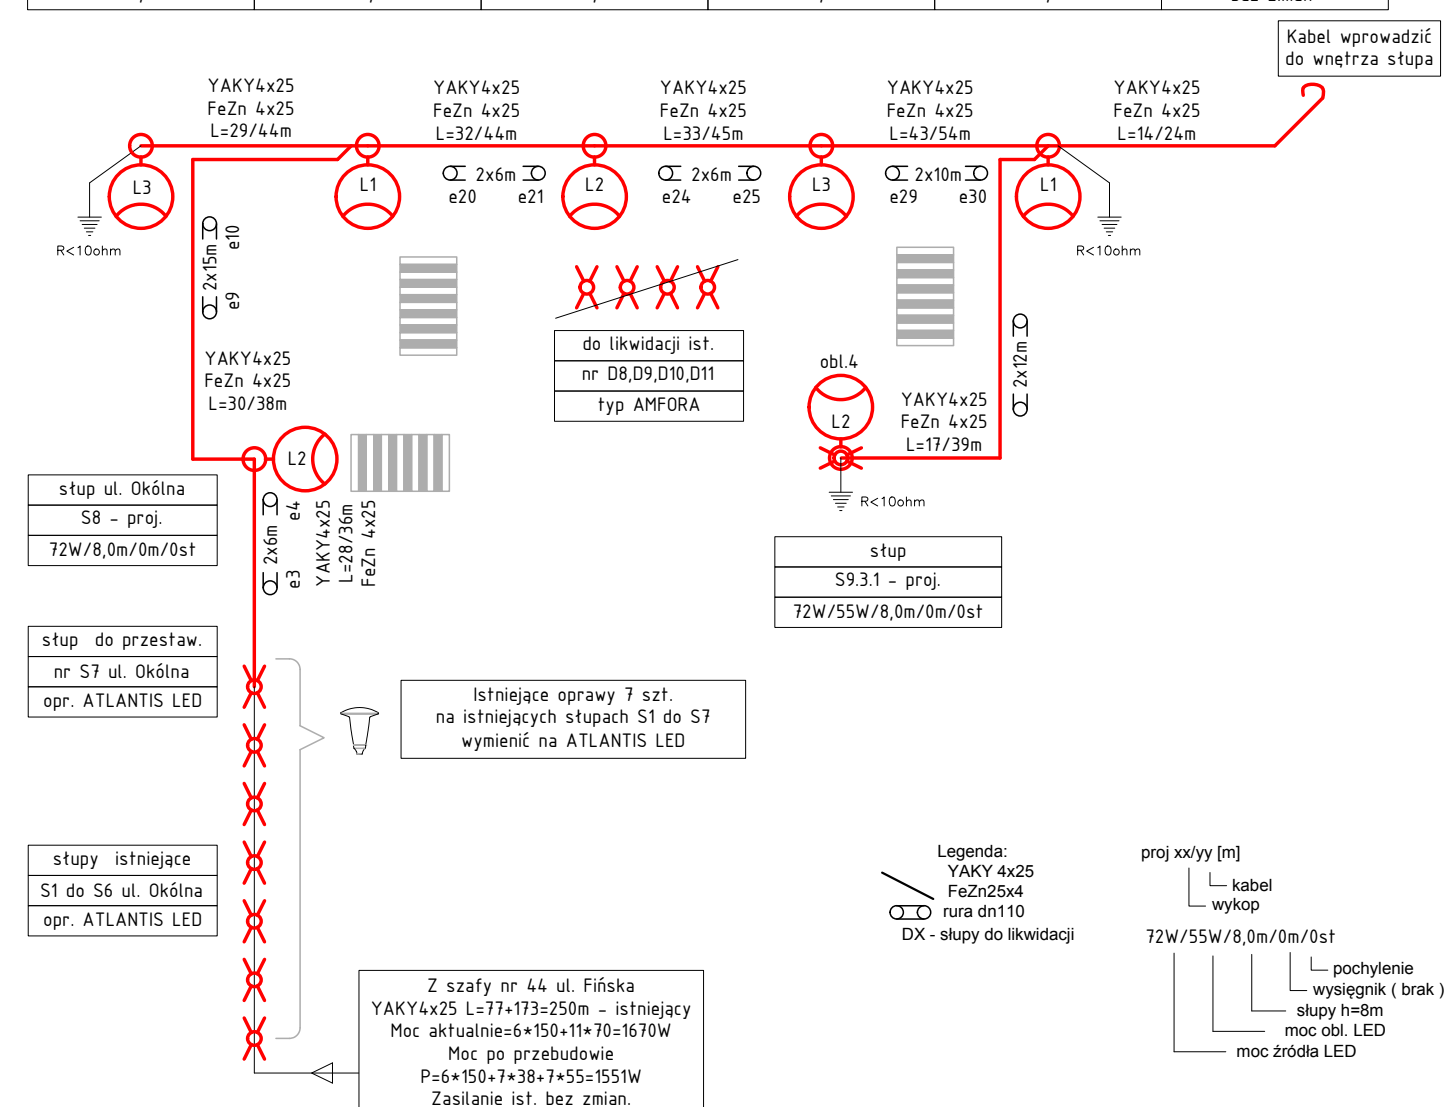 Kabel wprowadzić
do wnętrza słupa
YAKY4x25
FeZn 4x25
L=29/44m
YAKY4x25
FeZn 4x25
L=32/44m
YAKY4x25
FeZn 4x25
L=33/45m
YAKY4x25
FeZn 4x25
L=43/54m
YAKY4x25
FeZn 4x25
L=14/24m
L3
L1
L2
L3
L1
2x6m
e20
e21
2x6m
e24
e25
2x10m
e29
e30
R<10ohm
R<10ohm
2x15m
e10
e9
YAKY4x25
FeZn 4x25
L=30/38m
do likwidacji ist.
nr D8,D9,D10,D11
typ AMFORA
obl.4
L2
YAKY4x25
FeZn 4x25
L=17/39m
2x12m
R<10ohm
L2
słup ul. Okólna
S8 - proj.
72W/8,0m/0m/0st
2x6m
e4
e3
YAKY4x25
L=28/36m
FeZn 4x25
słup
S9.3.1 - proj.
72W/55W/8,0m/0m/0st
słup do przestaw.
nr S7 ul. Okólna
opr. ATLANTIS LED
Istniejące oprawy 7 szt.
na istniejących słupach S1 do S7
wymienić na ATLANTIS LED
słupy istniejące
S1 do S6 ul. Okólna
opr. ATLANTIS LED
Z szafy nr 44 ul. Fińska
YAKY4x25 L=77+173=250m - istniejący
Moc aktualnie=6*150+11*70=1670W
Moc po przebudowie
P=6*150+7*38+7*55=1551W
Zasilanie ist. bez zmian.
Legenda:
YAKY 4x25
FeZn25x4
rura dn110
DX - słupy do likwidacji
proj xx/yy [m]
kabel
wykop
72W/55W/8,0m/0m/0st
pochylenie
wysięgnik ( brak )
słupy h=8m
moc obl. LED
moc źródła LED